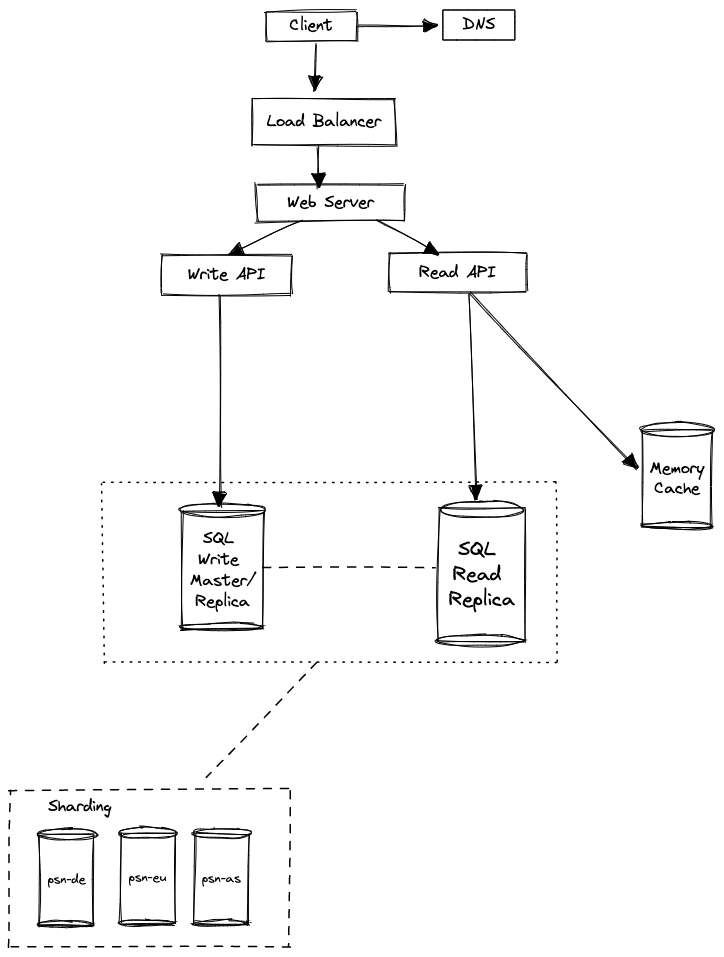 Client
DNS
Load Balancer
Web Server
Write API
Read API
Memory
Cache
SQL
Write
Master/
Replica
SQL
Read
Replica
Sharding
psn-de
psn-eu
psn-as